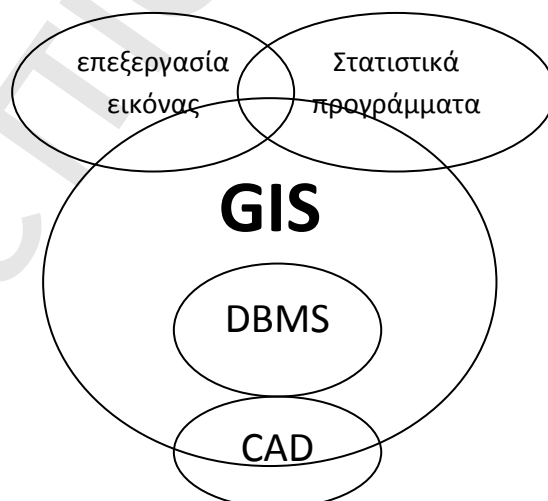 επεξεργασία
εικόνας
Στατιστικά
προγράμματα
GIS
DBMS
CAD